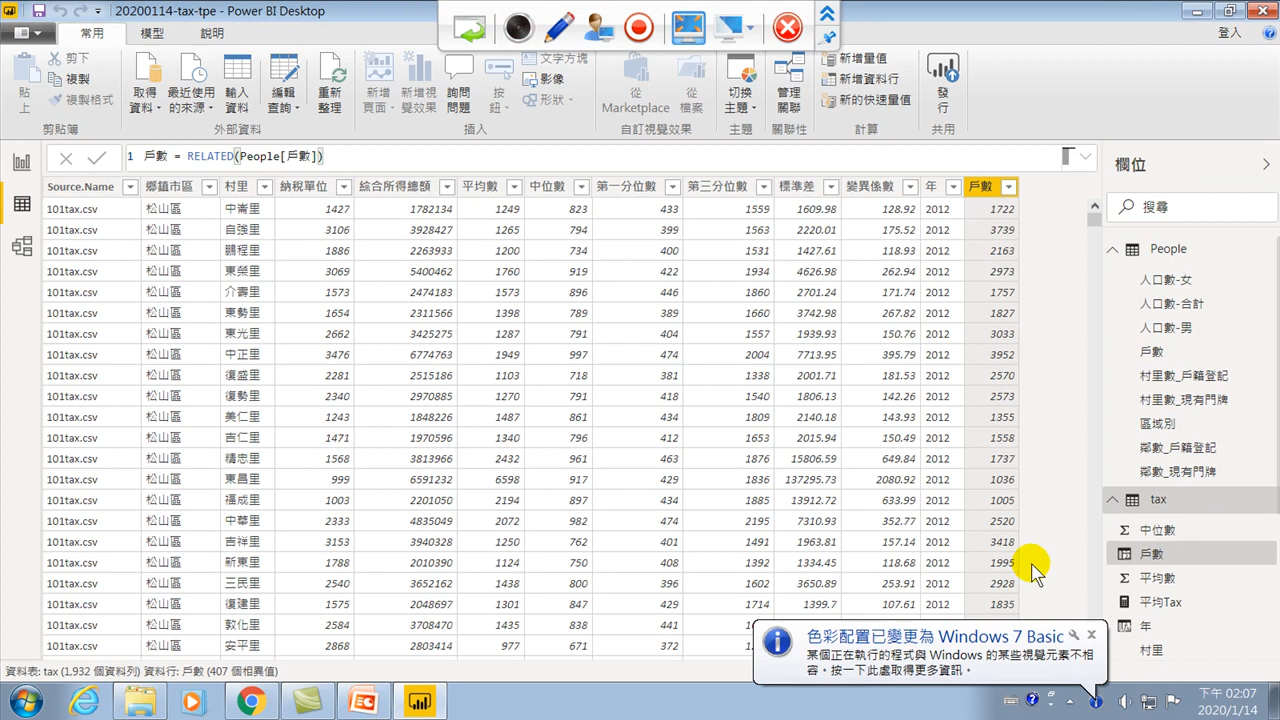 20200114-tax-tpe - Power BI Desktop
常用 模型 說明 登入
剪下
複製
複製格式
貼上
剪貼簿
取得資料
最近使用的來源
輸入資料
編輯查詢
外部資料
重新整理
新增頁面
新增視覺效果
詢問問題
按鈕
文字方塊
影像
形狀
插入
從 Marketplace
從檔案
自訂視覺效果
切換主題
主題
管理關聯
關聯性
新增量值
新增資料行
新的快速量值
計算
發行
共用
1 戶數 = RELATED(People[戶數])
Source.Name 鄉鎮市區 村里 納稅單位 綜合所得總額 平均數 中位數 第一分位數 第三分位數 標準差 變異係數 年 戶數
101tax.csv 松山區 中崙里 1427 1782134 1249 823 433 1559 1609.98 128.92 2012 1722
101tax.csv 松山區 自強里 3106 3928427 1265 794 399 1563 2220.01 175.52 2012 3739
101tax.csv 松山區 鵬程里 1886 2263933 1200 734 400 1531 1427.61 118.93 2012 2163
101tax.csv 松山區 東榮里 3069 5400462 1760 919 422 1934 4626.98 262.94 2012 2973
101tax.csv 松山區 介壽里 1573 2474183 1573 896 446 1860 2701.24 171.74 2012 1757
101tax.csv 松山區 東勢里 1654 2311566 1398 788 389 1660 3742.98 267.82 2012 1827
101tax.csv 松山區 東光里 2662 3425275 1287 791 404 1557 1939.93 150.76 2012 3033
101tax.csv 松山區 中正里 3476 6774763 1949 997 474 2004 7713.95 395.79 2012 3952
101tax.csv 松山區 復盛里 2281 2515186 1103 718 381 1338 2001.71 181.53 2012 2570
101tax.csv 松山區 復勢里 2340 2970885 1270 791 413 1540 1806.13 142.26 2012 2573
101tax.csv 松山區 美仁里 1243 1848226 1487 861 434 1809 2140.18 143.93 2012 1355
101tax.csv 松山區 吉仁里 1471 1970596 1340 796 412 1653 2015.94 150.49 2012 1558
101tax.csv 松山區 精忠里 1568 3813966 2432 961 463 1876 15806.59 649.84 2012 1737
101tax.csv 松山區 東昌里 999 6591232 6598 917 429 1836 137295.73 2080.92 2012 1036
101tax.csv 松山區 福成里 1003 2201050 2194 897 434 1885 13912.72 633.99 2012 1005
101tax.csv 松山區 中華里 2333 4835049 2072 982 474 2195 7310.93 352.77 2012 2520
101tax.csv 松山區 吉祥里 3153 3940328 1250 762 401 1491 1963.81 157.14 2012 3418
101tax.csv 松山區 新東里 1788 2010390 1124 750 408 1392 1334.45 118.68 2012 1995
101tax.csv 松山區 三民里 2540 3652162 1438 800 396 1602 3650.89 253.91 2012 2928
101tax.csv 松山區 復建里 1575 2048697 1301 847 429 1714 1399.7 107.61 2012 1835
101tax.csv 松山區 敦化里 2584 3708470 1435 838 441
101tax.csv 松山區 安平里 2868 2803414 977 671 372
欄位
搜尋
People
人口數-女
人口數-合計
人口數-男
戶數
村里數_戶籍登記
村里數_現有門牌
區域別
鄰數_戶籍登記
鄰數_現有門牌
tax
中位數
戶數
平均數
平均Tax
年
村里
色彩配置已變更為 Windows 7 Basic
某個正在執行的程式與 Windows 的某些視覺元素不相
容。按一下此處取得更多資訊。
資料表: tax (1,932 個資料列) 資料行: 戶數 (407 個相異值)
下午 02:07
2020/1/14